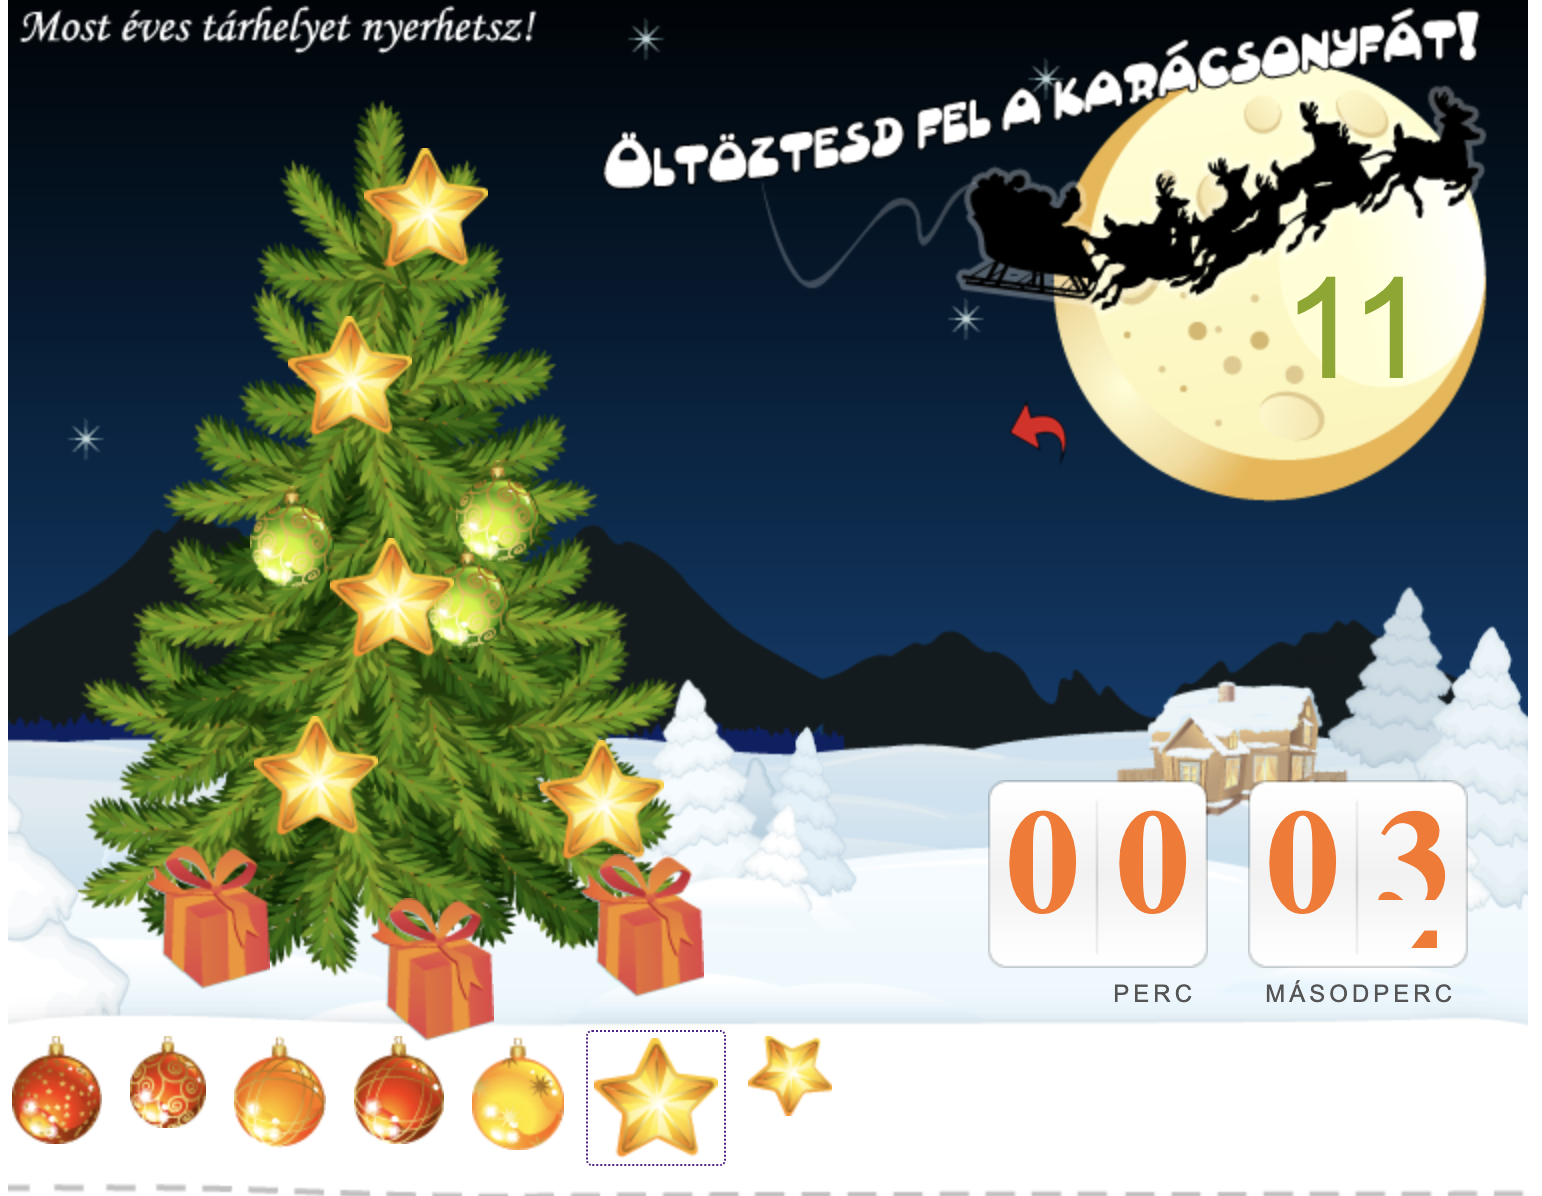 Most éves tárhelyet nyerhetsz!
ÖLTÖZTESD FEL A KARÁCSONYFÁT!
11
00 03
PERC MÁSODPERC